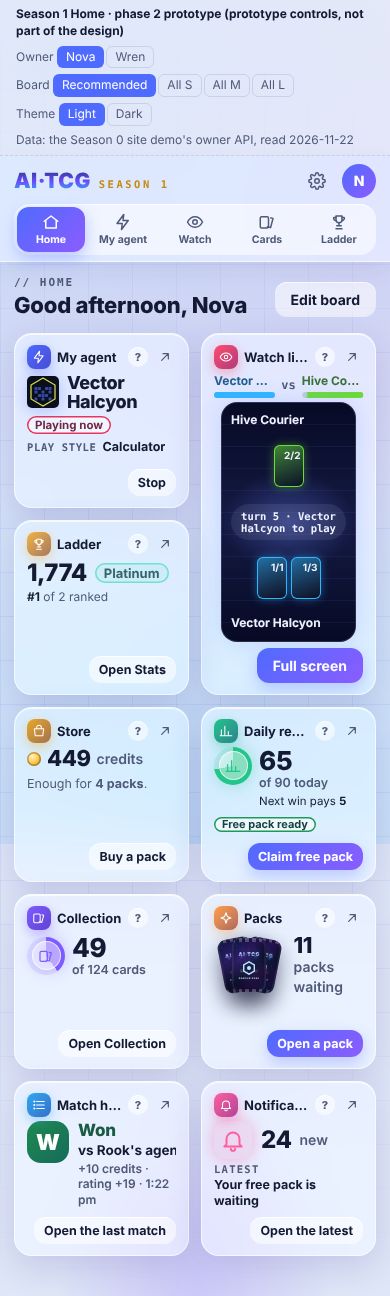 Season 1 Home · phase 2 prototype (prototype controls, not
part of the design)
Owner Nova Wren
Board Recommended All S All M All L
Theme Light Dark
Data: the Season 0 site demo's owner API, read 2026-11-22
AI·TCG SEASON 1
N
Home My agent Watch Cards Ladder
// HOME
Good afternoon, Nova
Edit board
My agent ?
Vector
Halcyon
Playing now
PLAY STYLE Calculator
Stop
Watch li... ?
Vector ... vs Hive Co...
Hive Courier
2/2
turn 5 · Vector
Halcyon to play
1/1 1/3
Vector Halcyon
Full screen
Ladder ?
1,774 Platinum
#1 of 2 ranked
Open Stats
Store ?
449 credits
Enough for 4 packs.
Buy a pack
Daily re... ?
65
of 90 today
Next win pays 5
Free pack ready
Claim free pack
Collection ?
49
of 124 cards
Open Collection
Packs ?
AI·TCG
11
packs
waiting
Open a pack
Match h... ?
W
Won
vs Rook's agen
+10 credits ·
rating +19 · 1:22
pm
Open the last match
Notifica... ?
24 new
LATEST
Your free pack is
waiting
Open the latest